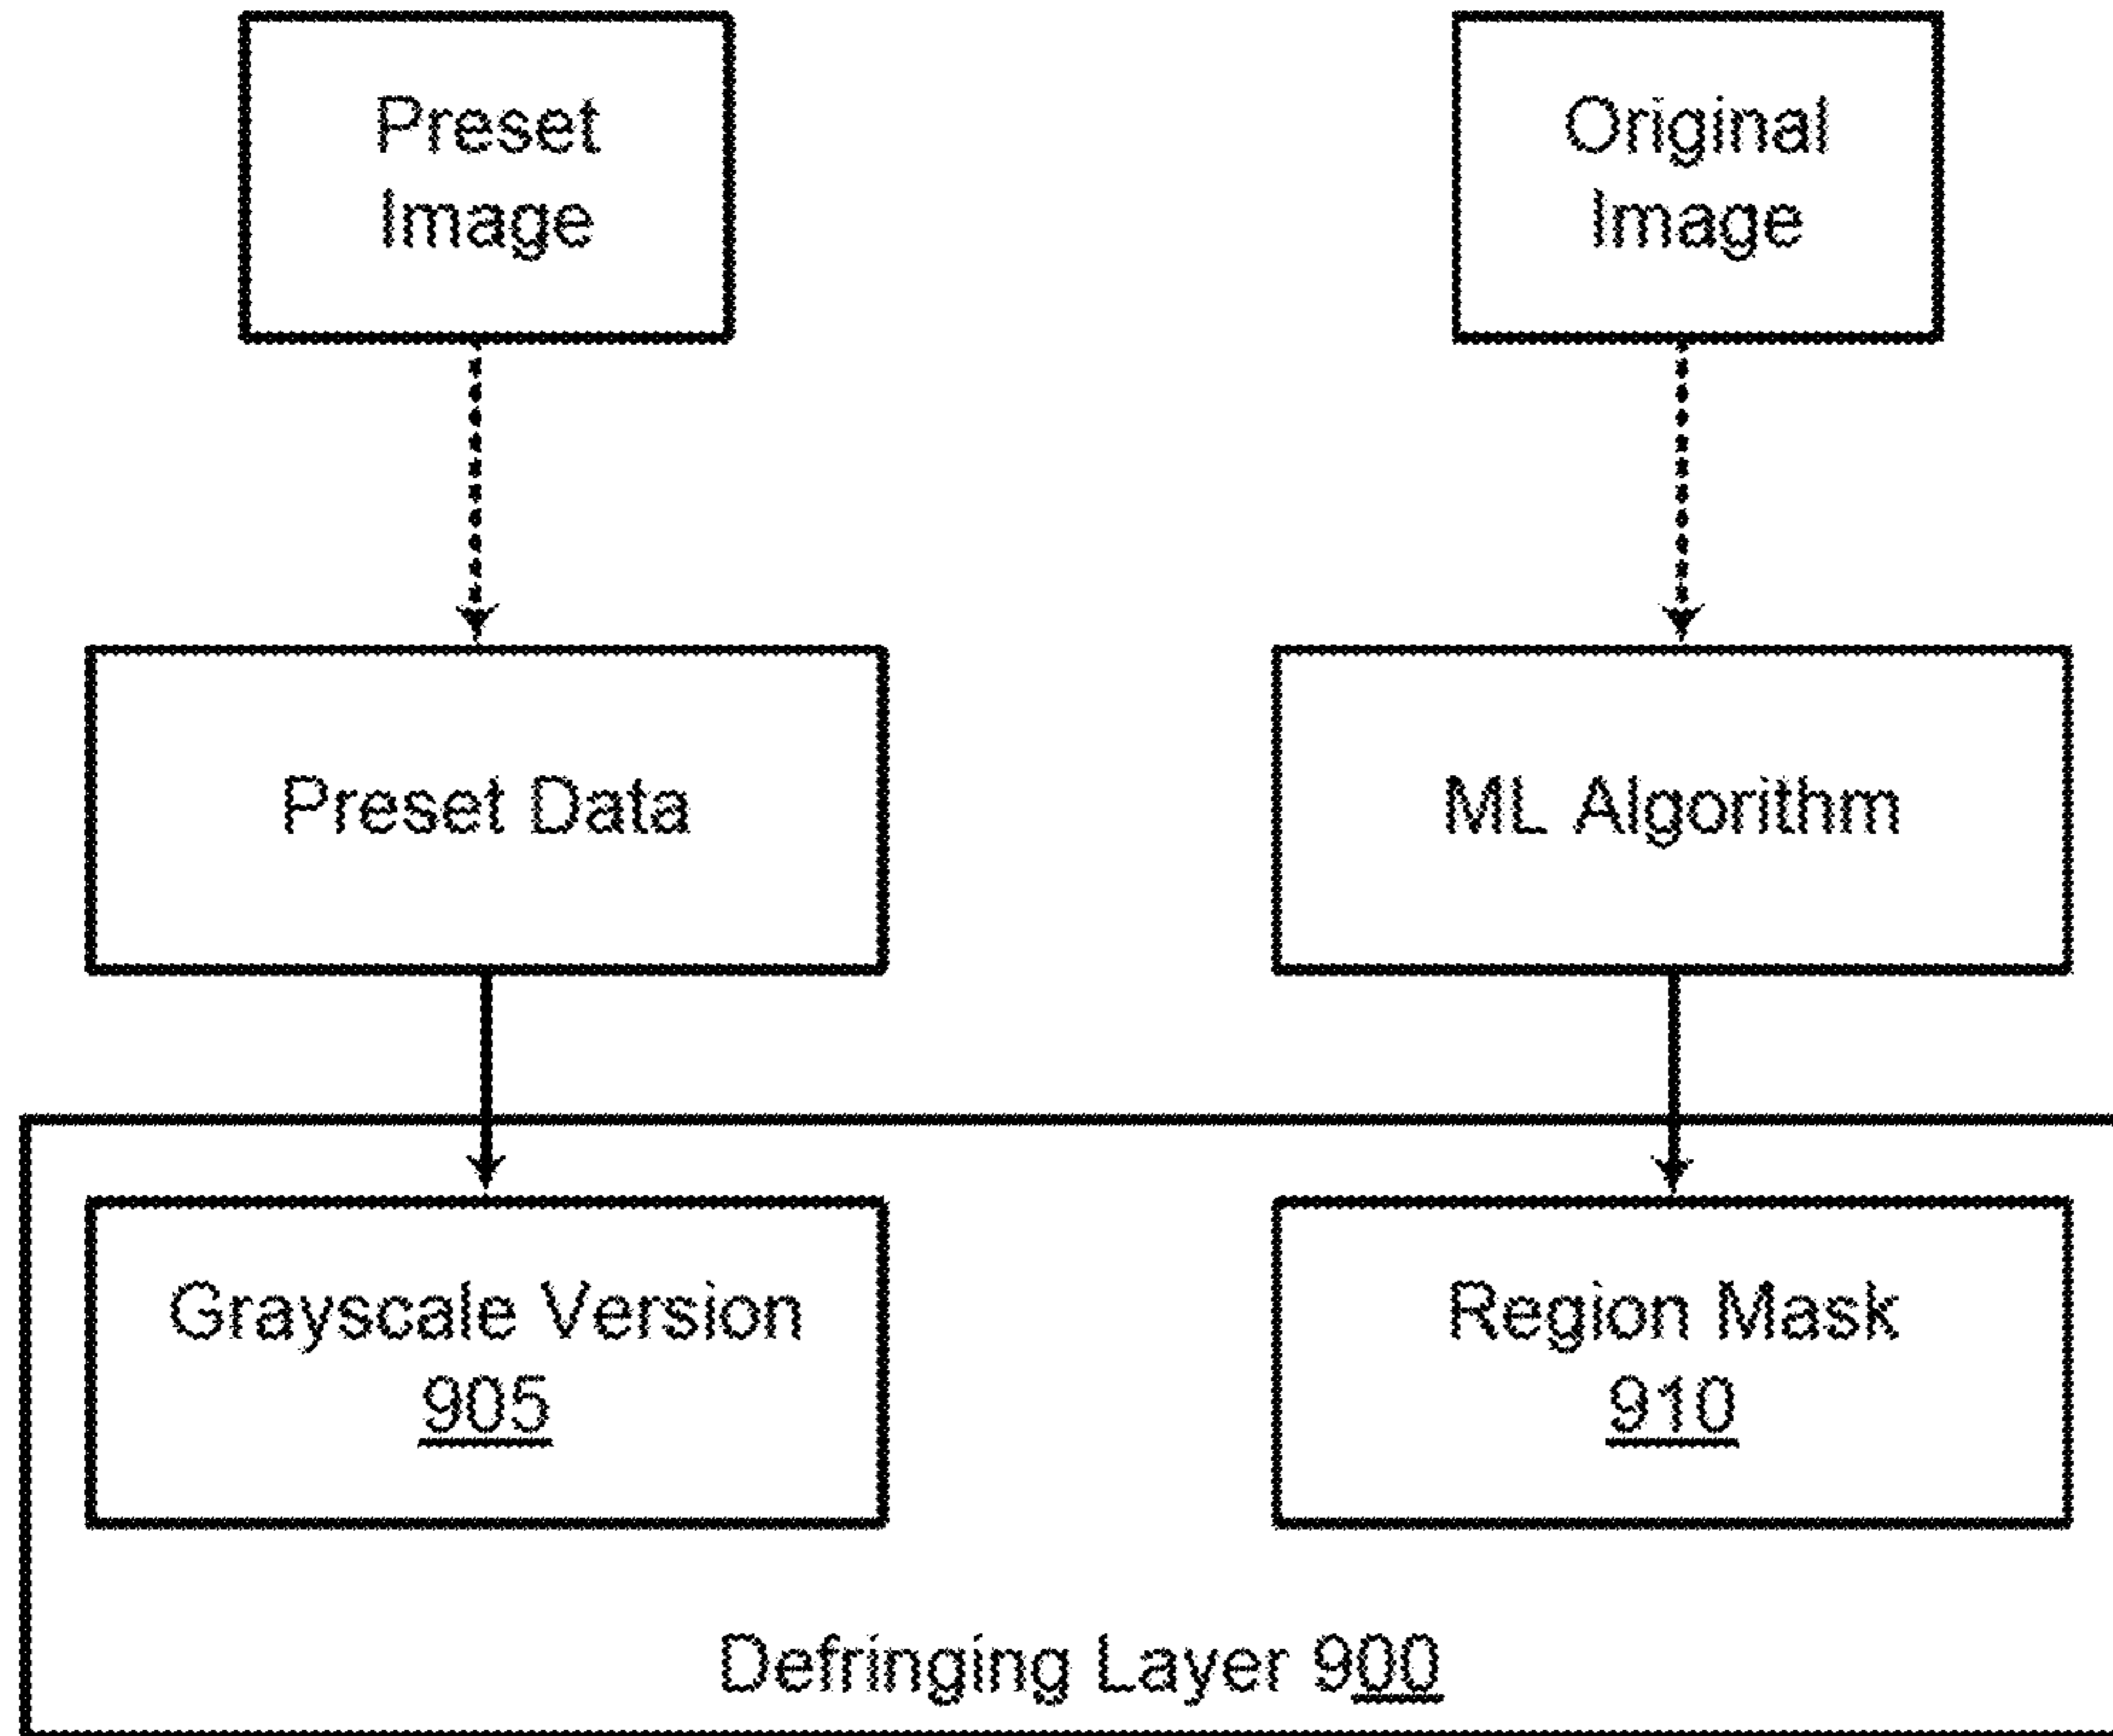 Preset
Image
Original
Image
Preset Data
ML Algorithm
Grayscale Version
905
Region Mask
910
Defringing Layer 900